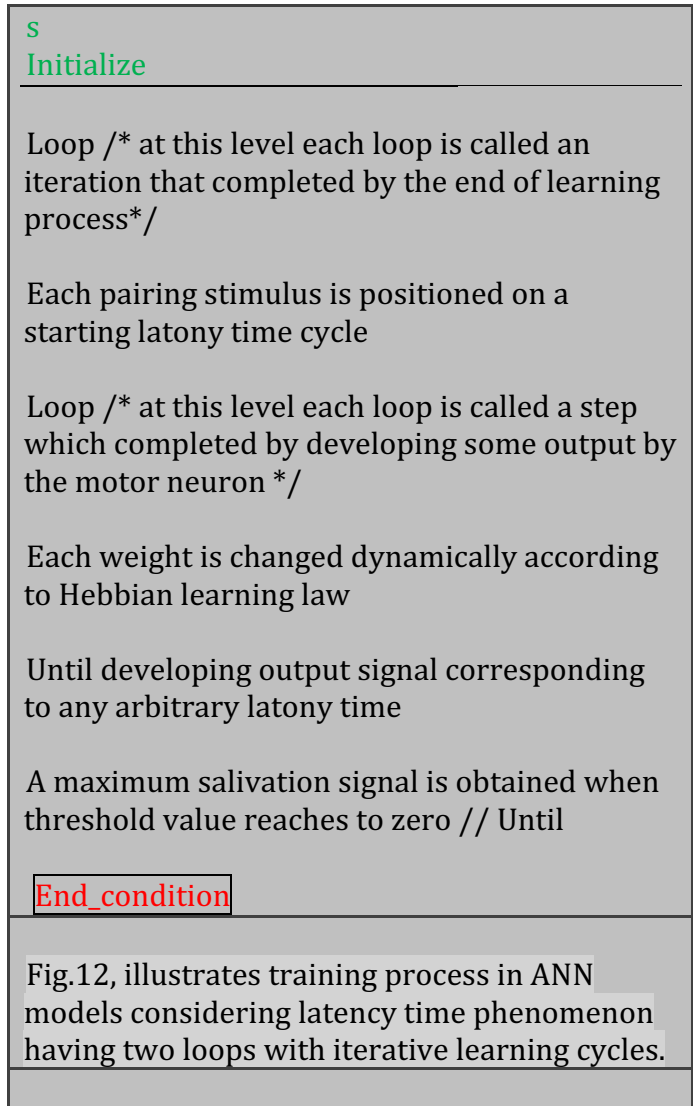 s
Initialize
Loop /* at this level each loop is called an
iteration that completed by the end of learning
process*/
Each pairing stimulus is positioned on a
starting latony time cycle
Loop /* at this level each loop is called a step
which completed by developing some output by
the motor neuron */
Each weight is changed dynamically according
to Hebbian learning law
Until developing output signal corresponding
to any arbitrary latony time
A maximum salivation signal is obtained when
threshold value reaches to zero // Until
End_condition
Fig.12, illustrates training process in ANN
models considering latency time phenomenon
having two loops with iterative learning cycles.